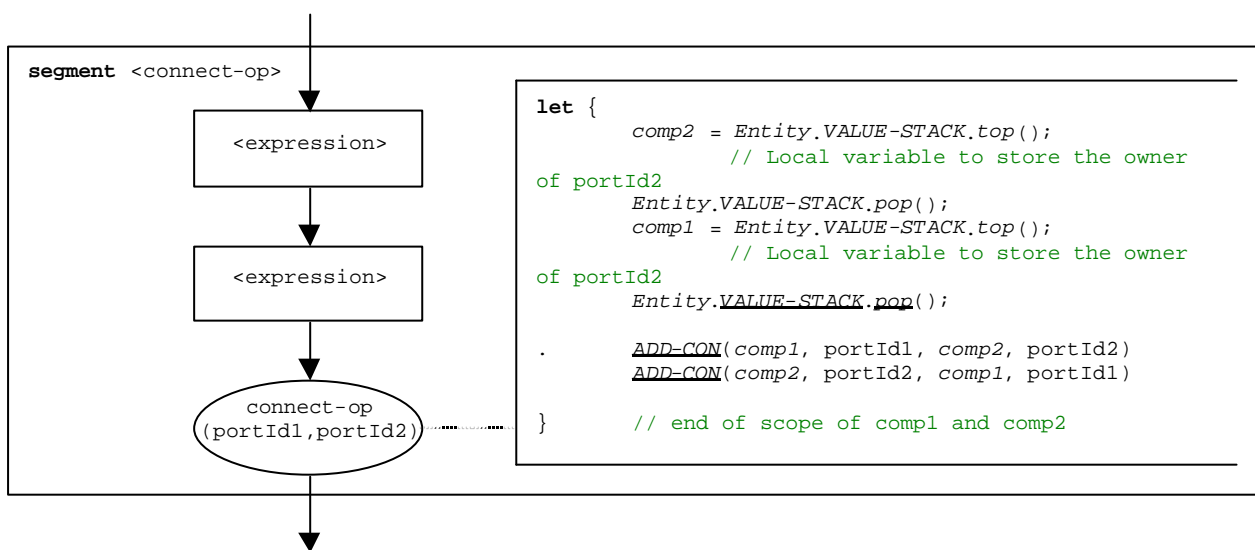 segment <connect-op>
<expression>
<expression>
connect-op
(portId1,portId2)
let {
comp2 = Entity.VALUE-STACK.top();
// Local variable to store the owner
of portId2
Entity.VALUE-STACK.pop();
comp1 = Entity.VALUE-STACK.top();
// Local variable to store the owner
of portId2
Entity.VALUE-STACK.pop();
. ADD-CON(comp1, portId1, comp2, portId2)
ADD-CON(comp2, portId2, comp1, portId1)
} // end of scope of comp1 and comp2